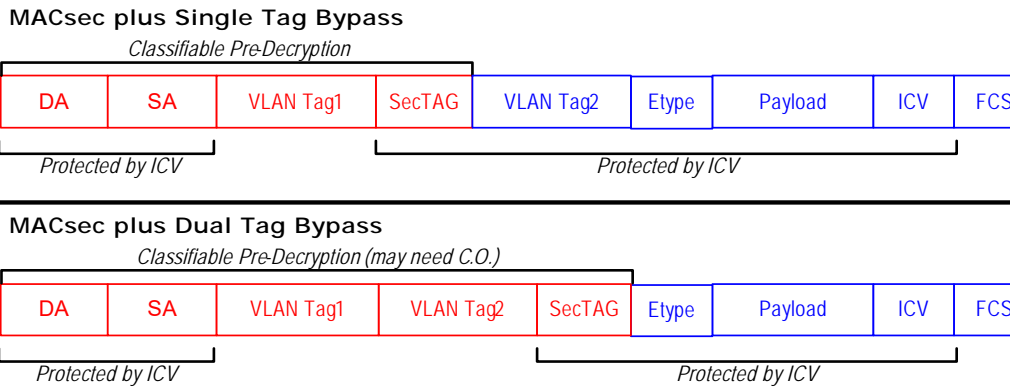 MACsec plus Single Tag Bypass
Classifiable Pre-Decryption
DA SA VLAN Tag1 SecTAG VLAN Tag2 Etype Payload ICV FCS
Protected by ICV Protected by ICV
MACsec plus Dual Tag Bypass
Classifiable Pre-Decryption (may need C.O.)
DA SA VLAN Tag1 VLAN Tag2 SecTAG Etype Payload ICV FCS
Protected by ICV Protected by ICV